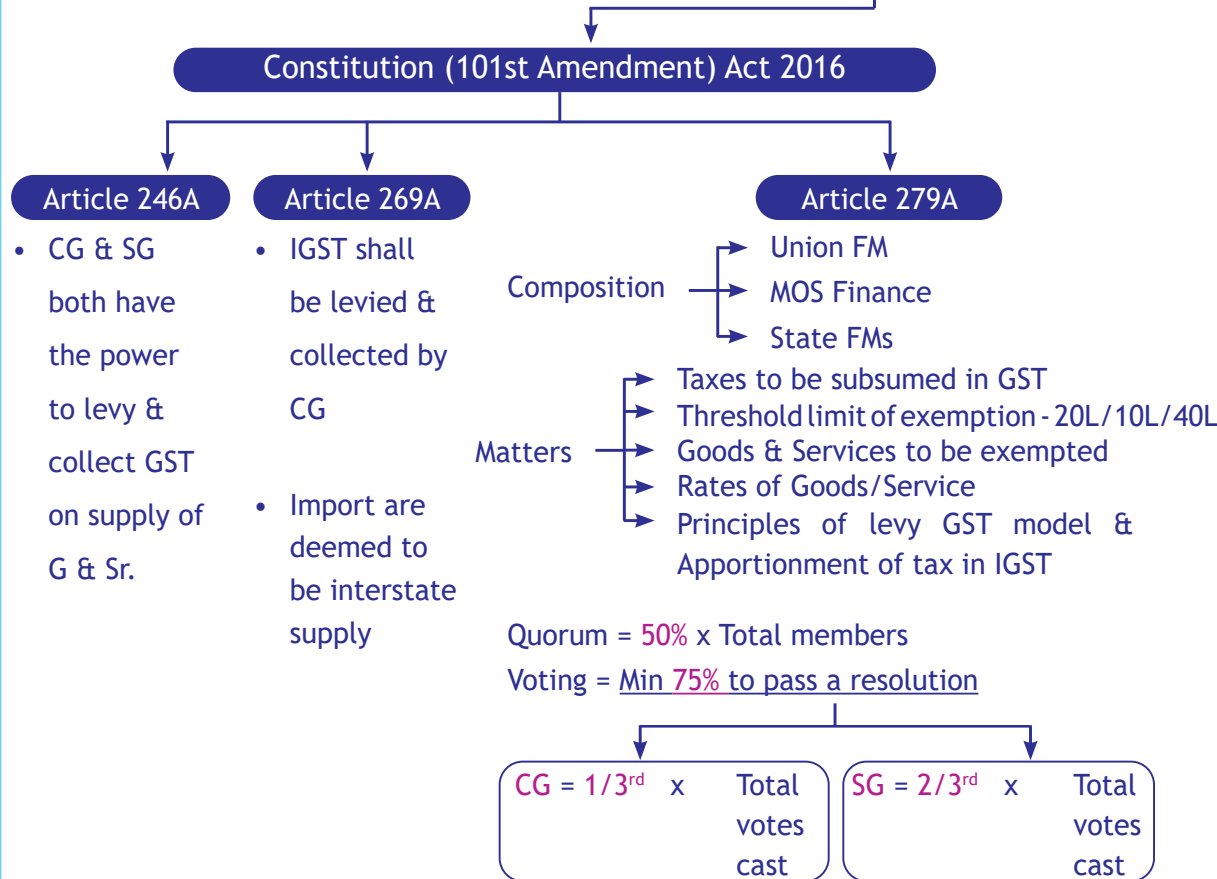 Constitution (101st Amendment) Act 2016
Article 246A
• CG & SG
both have
the power
to levy &
collect GST
on supply of
G & Sr.
Article 269A
• IGST shall
be levied &
collected by
CG
• Import are
deemed to
be interstate
supply
Article 279A
Composition
Union FM
MOS Finance
State FMs
Matters
Taxes to be subsumed in GST
Threshold limit of exemption - 20L/10L/40L
Goods & Services to be exempted
Rates of Goods/Service
Principles of levy GST model &
Apportionment of tax in IGST
Quorum = 50% x Total members
Voting = Min 75% to pass a resolution
CG = 1/3rd x Total
votes
cast
SG = 2/3rd x Total
votes
cast